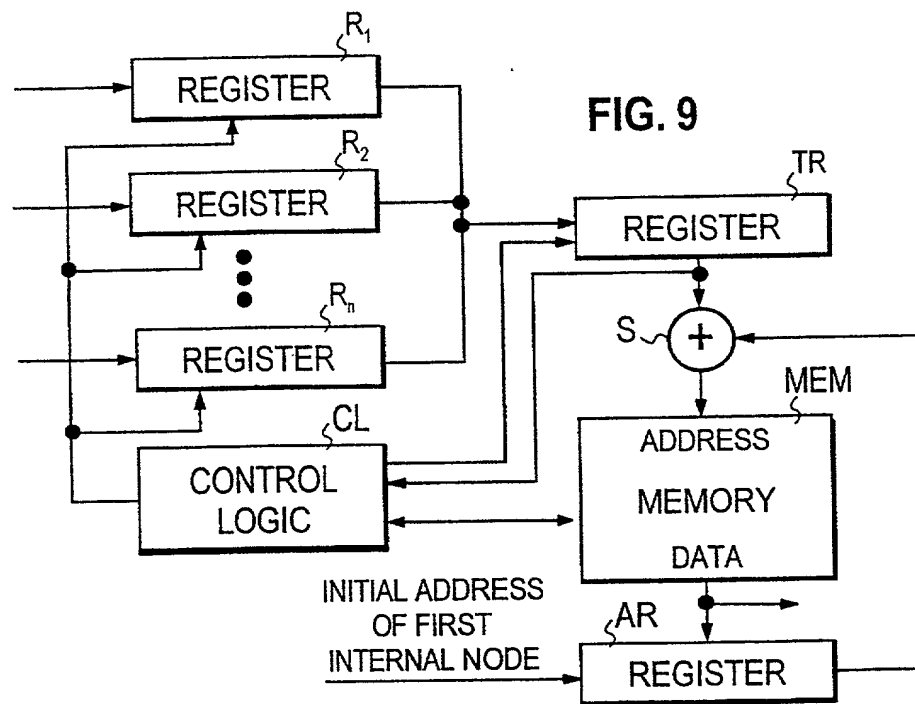 R1
REGISTER
FIG. 9
R2
REGISTER
TR
REGISTER
Rn
REGISTER
S
+
MEM
CL
CONTROL
LOGIC
ADDRESS
MEMORY
DATA
INITIAL ADDRESS
OF FIRST
INTERNAL NODE
AR
REGISTER